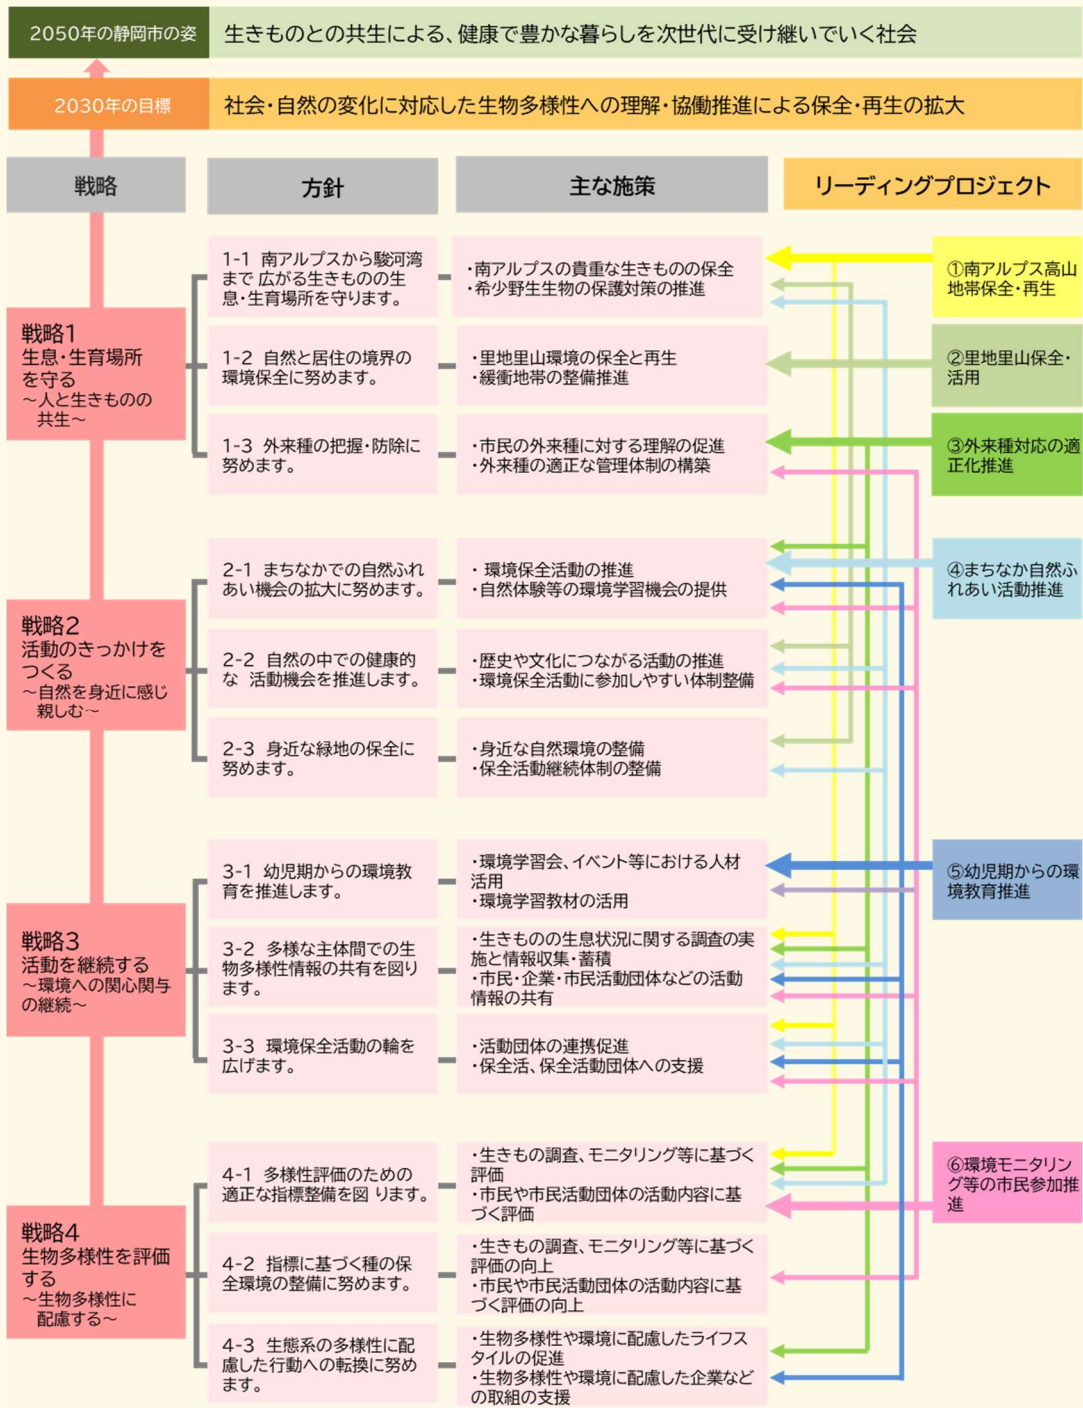 2050年の静岡市の姿
生きものとの共生による、健康で豊かな暮らしを次世代に受け継いでいく社会
2030年の目標
社会・自然の変化に対応した生物多様性への理解・協働推進による保全・再生の拡大
戦略
方針
主な施策
リーディングプロジェクト
戦略1
生息・生育場所
を守る
~人と生きものの
共生~
1-1 南アルプスから駿河湾
まで 広がる生きものの生
息・生育場所を守ります。
・南アルプスの貴重な生きものの保全
・希少野生生物の保護対策の推進
①南アルプス高山
地帯保全・再生
1-2 自然と居住の境界の
環境保全に努めます。
・里地里山環境の保全と再生
・緩衝地帯の整備推進
②里地里山保全・
活用
1-3 外来種の把握・防除に
努めます。
・市民の外来種に対する理解の促進
・外来種の適正な管理体制の構築
③外来種対応の適
正化推進
戦略2
活動のきっかけを
つくる
~自然を身近に感じ
親しむ~
2-1 まちなかでの自然ふれ
あい機会の拡大に努めます。
・ 環境保全活動の推進
・自然体験等の環境学習機会の提供
④まちなか自然ふ
れあい活動推進
2-2 自然の中での健康的
な 活動機会を推進します。
・歴史や文化につながる活動の推進
・環境保全活動に参加しやすい体制整備
2-3 身近な緑地の保全に
努めます。
・身近な自然環境の整備
・保全活動継続体制の整備
戦略3
活動を継続する
~環境への関心関与
の継続~
3-1 幼児期からの環境教
育を推進します。
・環境学習会、イベント等における人材
活用
・環境学習教材の活用
⑤幼児期からの環
境教育推進
3-2 多様な主体間での生
物多様性情報の共有を図り
ます。
・生きものの生息状況に関する調査の実
施と情報収集・蓄積
・市民・企業・市民活動団体などの活動
情報の共有
3-3 環境保全活動の輪を
広げます。
・活動団体の連携促進
・保全活、保全活動団体への支援
戦略4
生物多様性を評価
する
~生物多様性に
配慮する~
4-1 多様性評価のための
適正な指標整備を図 ります。
・生きもの調査、モニタリング等に基づく
評価
・市民や市民活動団体の活動内容に基
づく評価
⑥環境モニタリン
グ等の市民参加推
進
4-2 指標に基づく種の保
全環境の整備に努めます。
・生きもの調査、モニタリング等に基づく
評価の向上
・市民や市民活動団体の活動内容に基
づく評価の向上
4-3 生態系の多様性に配
慮した行動への転換に努め
ます。
・生物多様性や環境に配慮したライフス
タイルの促進
・生物多様性や環境に配慮した企業など
の取組の支援